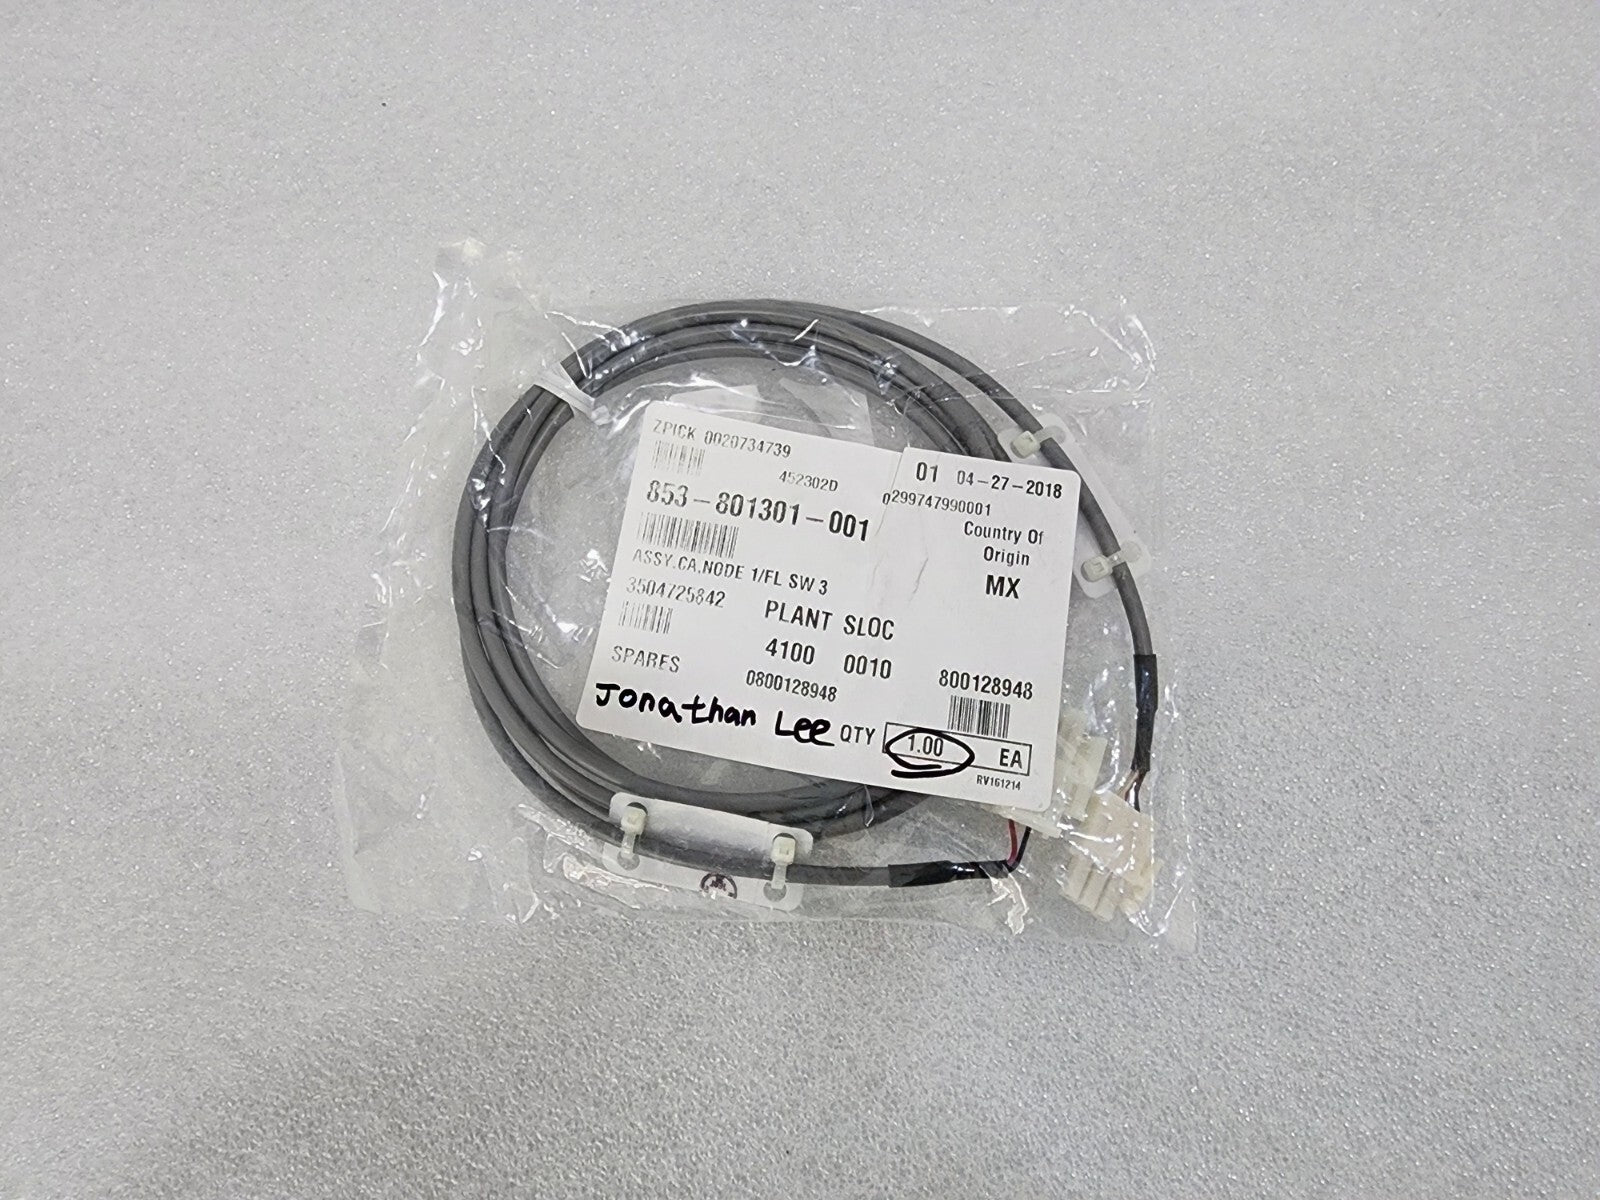 ZPICK 0020734739
452302D
01 04-27-2018
0299747990001
853-801301-001
Country Of
Origin
MX
ASSY.CA.NODE 1/FL SW 3
3504725842
PLANT SLOC
4100 0010
SPARES
0800128948
800128948
Jonathan Lee
QTY 1.00 EA
RV161214